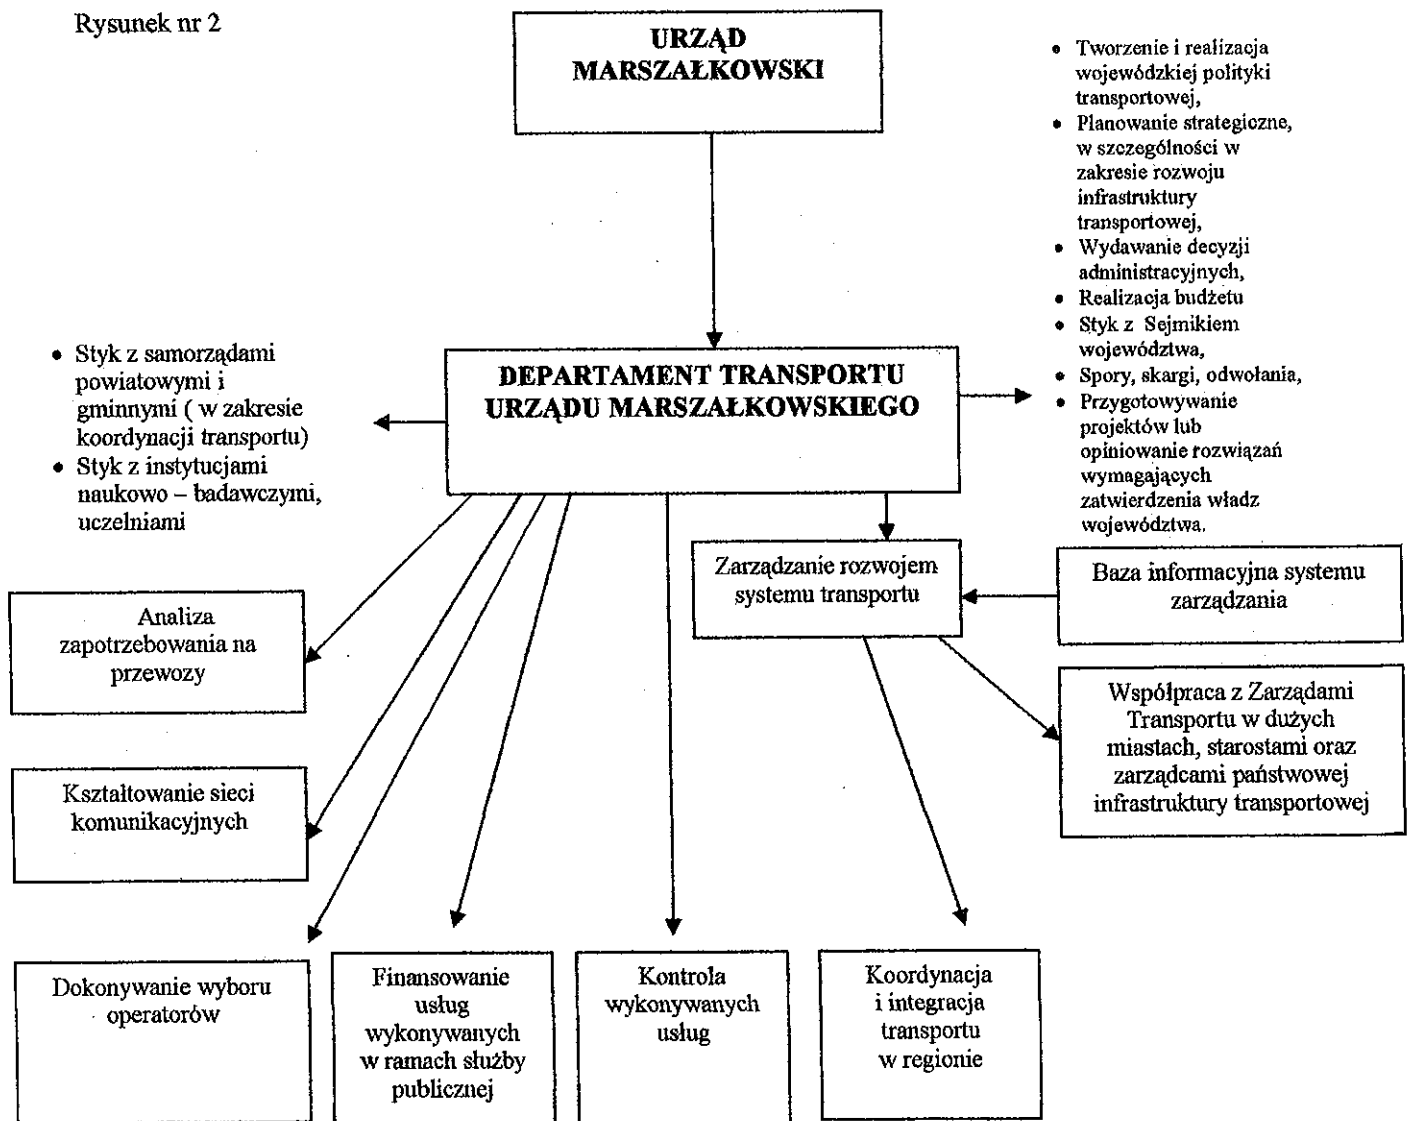 Rysunek nr 2
URZĄD
MARSZAŁKOWSKI
• Tworzenie i realizacja
wojewódzkiej polityki
transportowej,
• Planowanie strategiczne,
w szczególności w
zakresie rozwoju
infrastruktury
transportowej,
• Wydawanie decyzji
administracyjnych,
• Realizacja budżetu
• Styk z Sejmikiem
województwa,
• Spory, skargi, odwołania,
• Przygotowywanie
projektów lub
opiniowanie rozwiązań
wymagających
zatwierdzenia władz
województwa.
• Styk z samorządami
powiatowymi i
gminnymi ( w zakresie
koordynacji transportu)
• Styk z instytucjami
naukowo – badawczymi,
uczelniami
DEPARTAMENT TRANSPORTU
URZĘDU MARSZAŁKOWSKIEGO
Zarządzanie rozwojem
systemu transportu
Baza informacyjna systemu
zarządzania
Analiza
zapotrzebowania na
przewozy
Współpraca z Zarządami
Transportu w dużych
miastach, starostami oraz
zarządcami państwowej
infrastruktury transportowej
Kształtowanie sieci
komunikacyjnych
Dokonywanie wyboru
operatorów
Finansowanie
usług
wykonywanych
w ramach służby
publicznej
Kontrola
wykonywanych
usług
Koordynacja
i integracja
transportu
w regionie